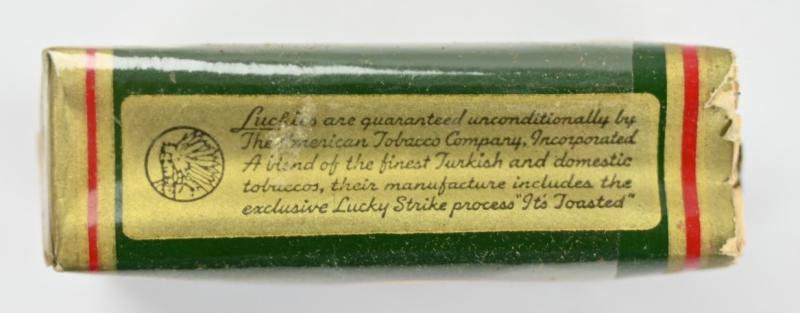 Luckies are guaranteed unconditionally by
The American Tobacco Company, Incorporated
A blend of the finest Turkish and domestic
tobaccos, their manufacture includes the
exclusive Lucky Strike process "It's Toasted"